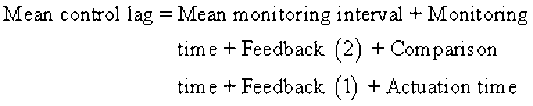 Mean control lag = Mean monitoring interval + Monitoring
time + Feedback (2) + Comparison
time + Feedback (1) + Actuation time